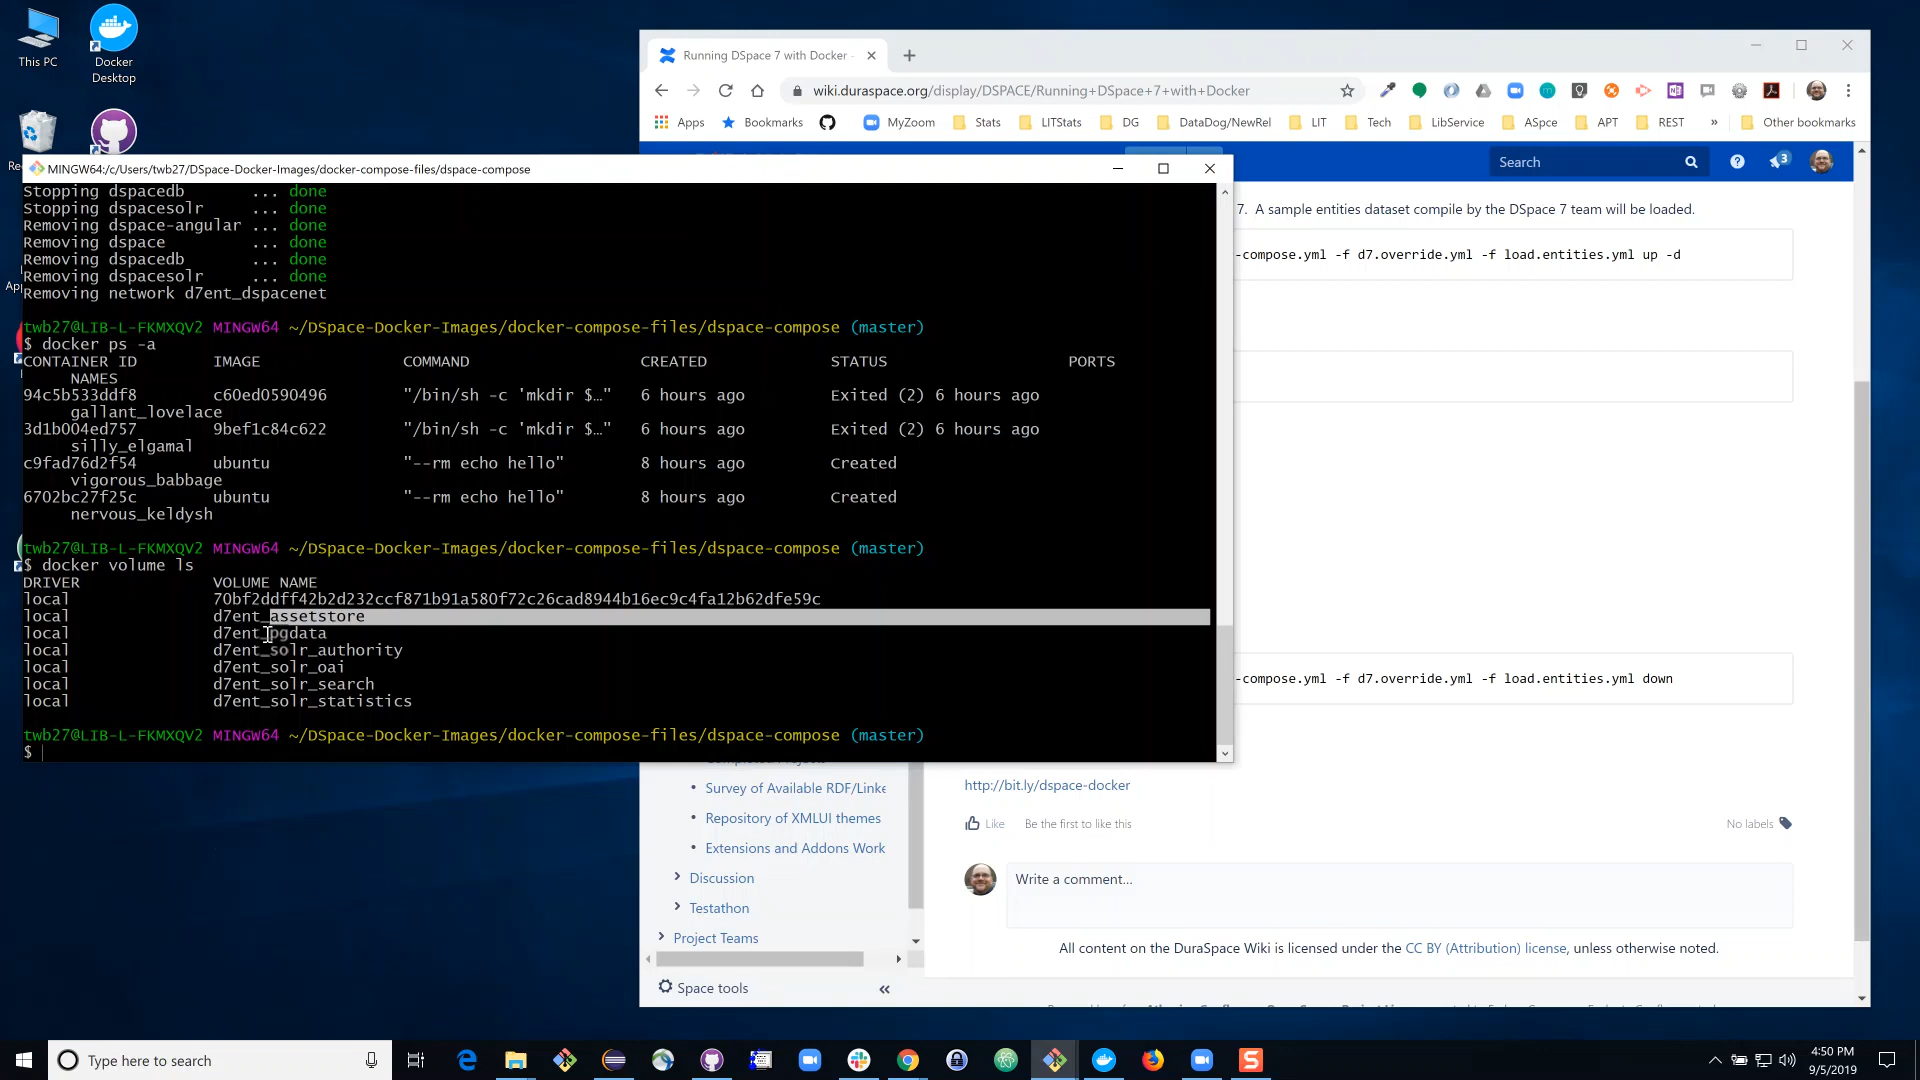 This PC
Docker
Desktop
Running DSpace 7 with Docker -
wiki.duraspace.org/display/DSPACE/Running+DSpace+7+with+Docker
Apps
Bookmarks
MyZoom
Stats
LITStats
DG
DataDog/NewRel
LIT
Tech
LibService
ASpce
APT
REST
»
Other bookmarks
Search
3
MINGW64:/c/Users/twb27/DSpace-Docker-Images/docker-compose-files/dspace-compose
Stopping dspacedb ... done
Stopping dspacesolr ... done
Removing dspace-angular ... done
Removing dspace ... done
Removing dspacedb ... done
Removing dspacesolr ... done
Removing network d7ent_dspacenet
twb27@LIB-L-FKMXQV2 MINGW64 ~/DSpace-Docker-Images/docker-compose-files/dspace-compose (master)
$ docker ps -a
CONTAINER ID IMAGE COMMAND CREATED STATUS PORTS
NAMES
94c5b533ddf8 c60ed0590496 "/bin/sh -c 'mkdir $…" 6 hours ago Exited (2) 6 hours ago
gallant_lovelace
3d1b004ed757 9bef1c84c622 "/bin/sh -c 'mkdir $…" 6 hours ago Exited (2) 6 hours ago
silly_elgamal
c9fad76d2f54 ubuntu "--rm echo hello" 8 hours ago Created
vigorous_babbage
6702bc27f25c ubuntu "--rm echo hello" 8 hours ago Created
nervous_keldysh
twb27@LIB-L-FKMXQV2 MINGW64 ~/DSpace-Docker-Images/docker-compose-files/dspace-compose (master)
$ docker volume ls
DRIVER VOLUME NAME
local 70bf2ddff42b2d232ccf871b91a580f72c26cad8944b16ec9c4fa12b62dfe59c
local d7ent_assetstore
local d7ent_pgdata
local d7ent_solr_authority
local d7ent_solr_oai
local d7ent_solr_search
local d7ent_solr_statistics
twb27@LIB-L-FKMXQV2 MINGW64 ~/DSpace-Docker-Images/docker-compose-files/dspace-compose (master)
$
7. A sample entities dataset compile by the DSpace 7 team will be loaded.
-compose.yml -f d7.override.yml -f load.entities.yml up -d
-compose.yml -f d7.override.yml -f load.entities.yml down
Survey of Available RDF/Linke
Repository of XMLUI themes
Extensions and Addons Work
Discussion
Testathon
Project Teams
Space tools
«
http://bit.ly/dspace-docker
Like Be the first to like this
No labels
Write a comment…
All content on the DuraSpace Wiki is licensed under the CC BY (Attribution) license, unless otherwise noted.
Type here to search
4:50 PM
9/5/2019